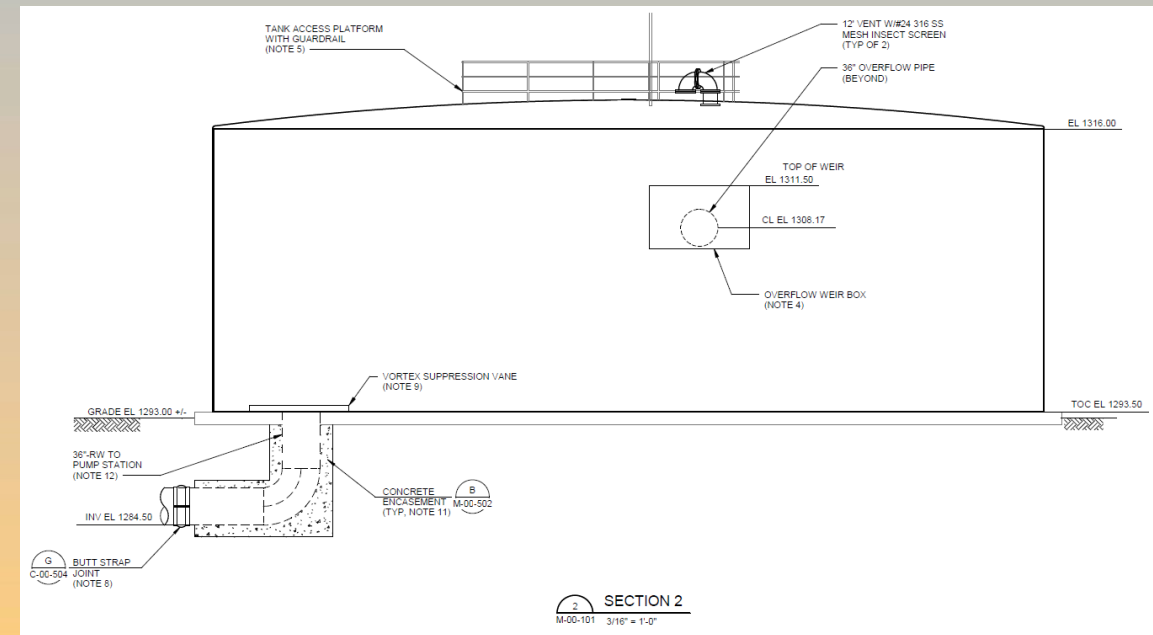 TANK ACCESS PLATFORM
WITH GUARDRAIL
(NOTE 5)
12' VENT W/#24 316 SS
MESH INSECT SCREEN
(TYP OF 2)
36" OVERFLOW PIPE
(BEYOND)
EL 1316.00
TOP OF WEIR
EL 1311.50
CL EL 1308.17
OVERFLOW WEIR BOX
(NOTE 4)
VORTEX SUPPRESSION VANE
(NOTE 9)
GRADE EL 1293.00 +/-
TOC EL 1293.50
36"-RW TO
PUMP STATION
(NOTE 12)
CONCRETE
ENCASEMENT
(TYP, NOTE 11)
B
M-00-502
INV EL 1284.50
G
C-00-504
BUTT STRAP
JOINT
(NOTE 8)
2
M-00-101
SECTION 2
3/16" = 1'-0"